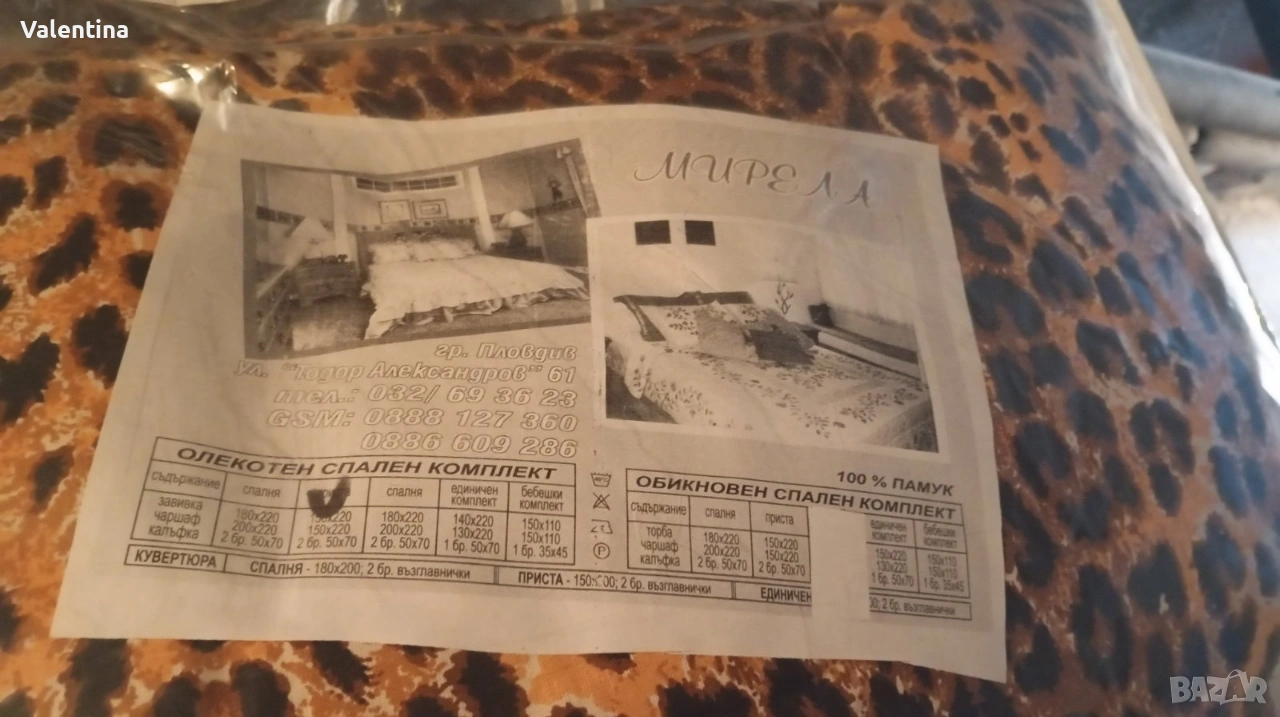 Valentina
МИРЕЛА
гр. Пловдив
ул. "Тодор Александров" 61
тел.: 032/ 69 36 23
GSM: 0888 127 360
0886 609 286
100 % ПАМУК
ОЛЕКОТЕН СПАЛЕН КОМПЛЕКТ
съдържание спалня спалня единичен комплект бебешки комплект
завивка 180x220 150x220 180x220 140x220 150x110
чаршаф 200x220 150x220 200x220 130x220 150x110
калъфка 2 бр. 50x70 2 бр. 50x70 2 бр. 50x70 1 бр. 50x70 1 бр. 35x45
ОБИКНОВЕН СПАЛЕН КОМПЛЕКТ
съдържание спалня приста единичен комплект бебешки комплект
торба 180x220 150x220 150x220 150x110
чаршаф 200x220 150x220 130x220 150x110
калъфка 2 бр. 50x70 2 бр. 50x70 1 бр. 50x70 1 бр. 35x45
КУВЕРТЮРА СПАЛНЯ - 180x200; 2 бр. възглавнички ПРИСТА - 2 бр. възглавнички ЕДИНИЧЕН 2 бр. възглавнички
BAZAR